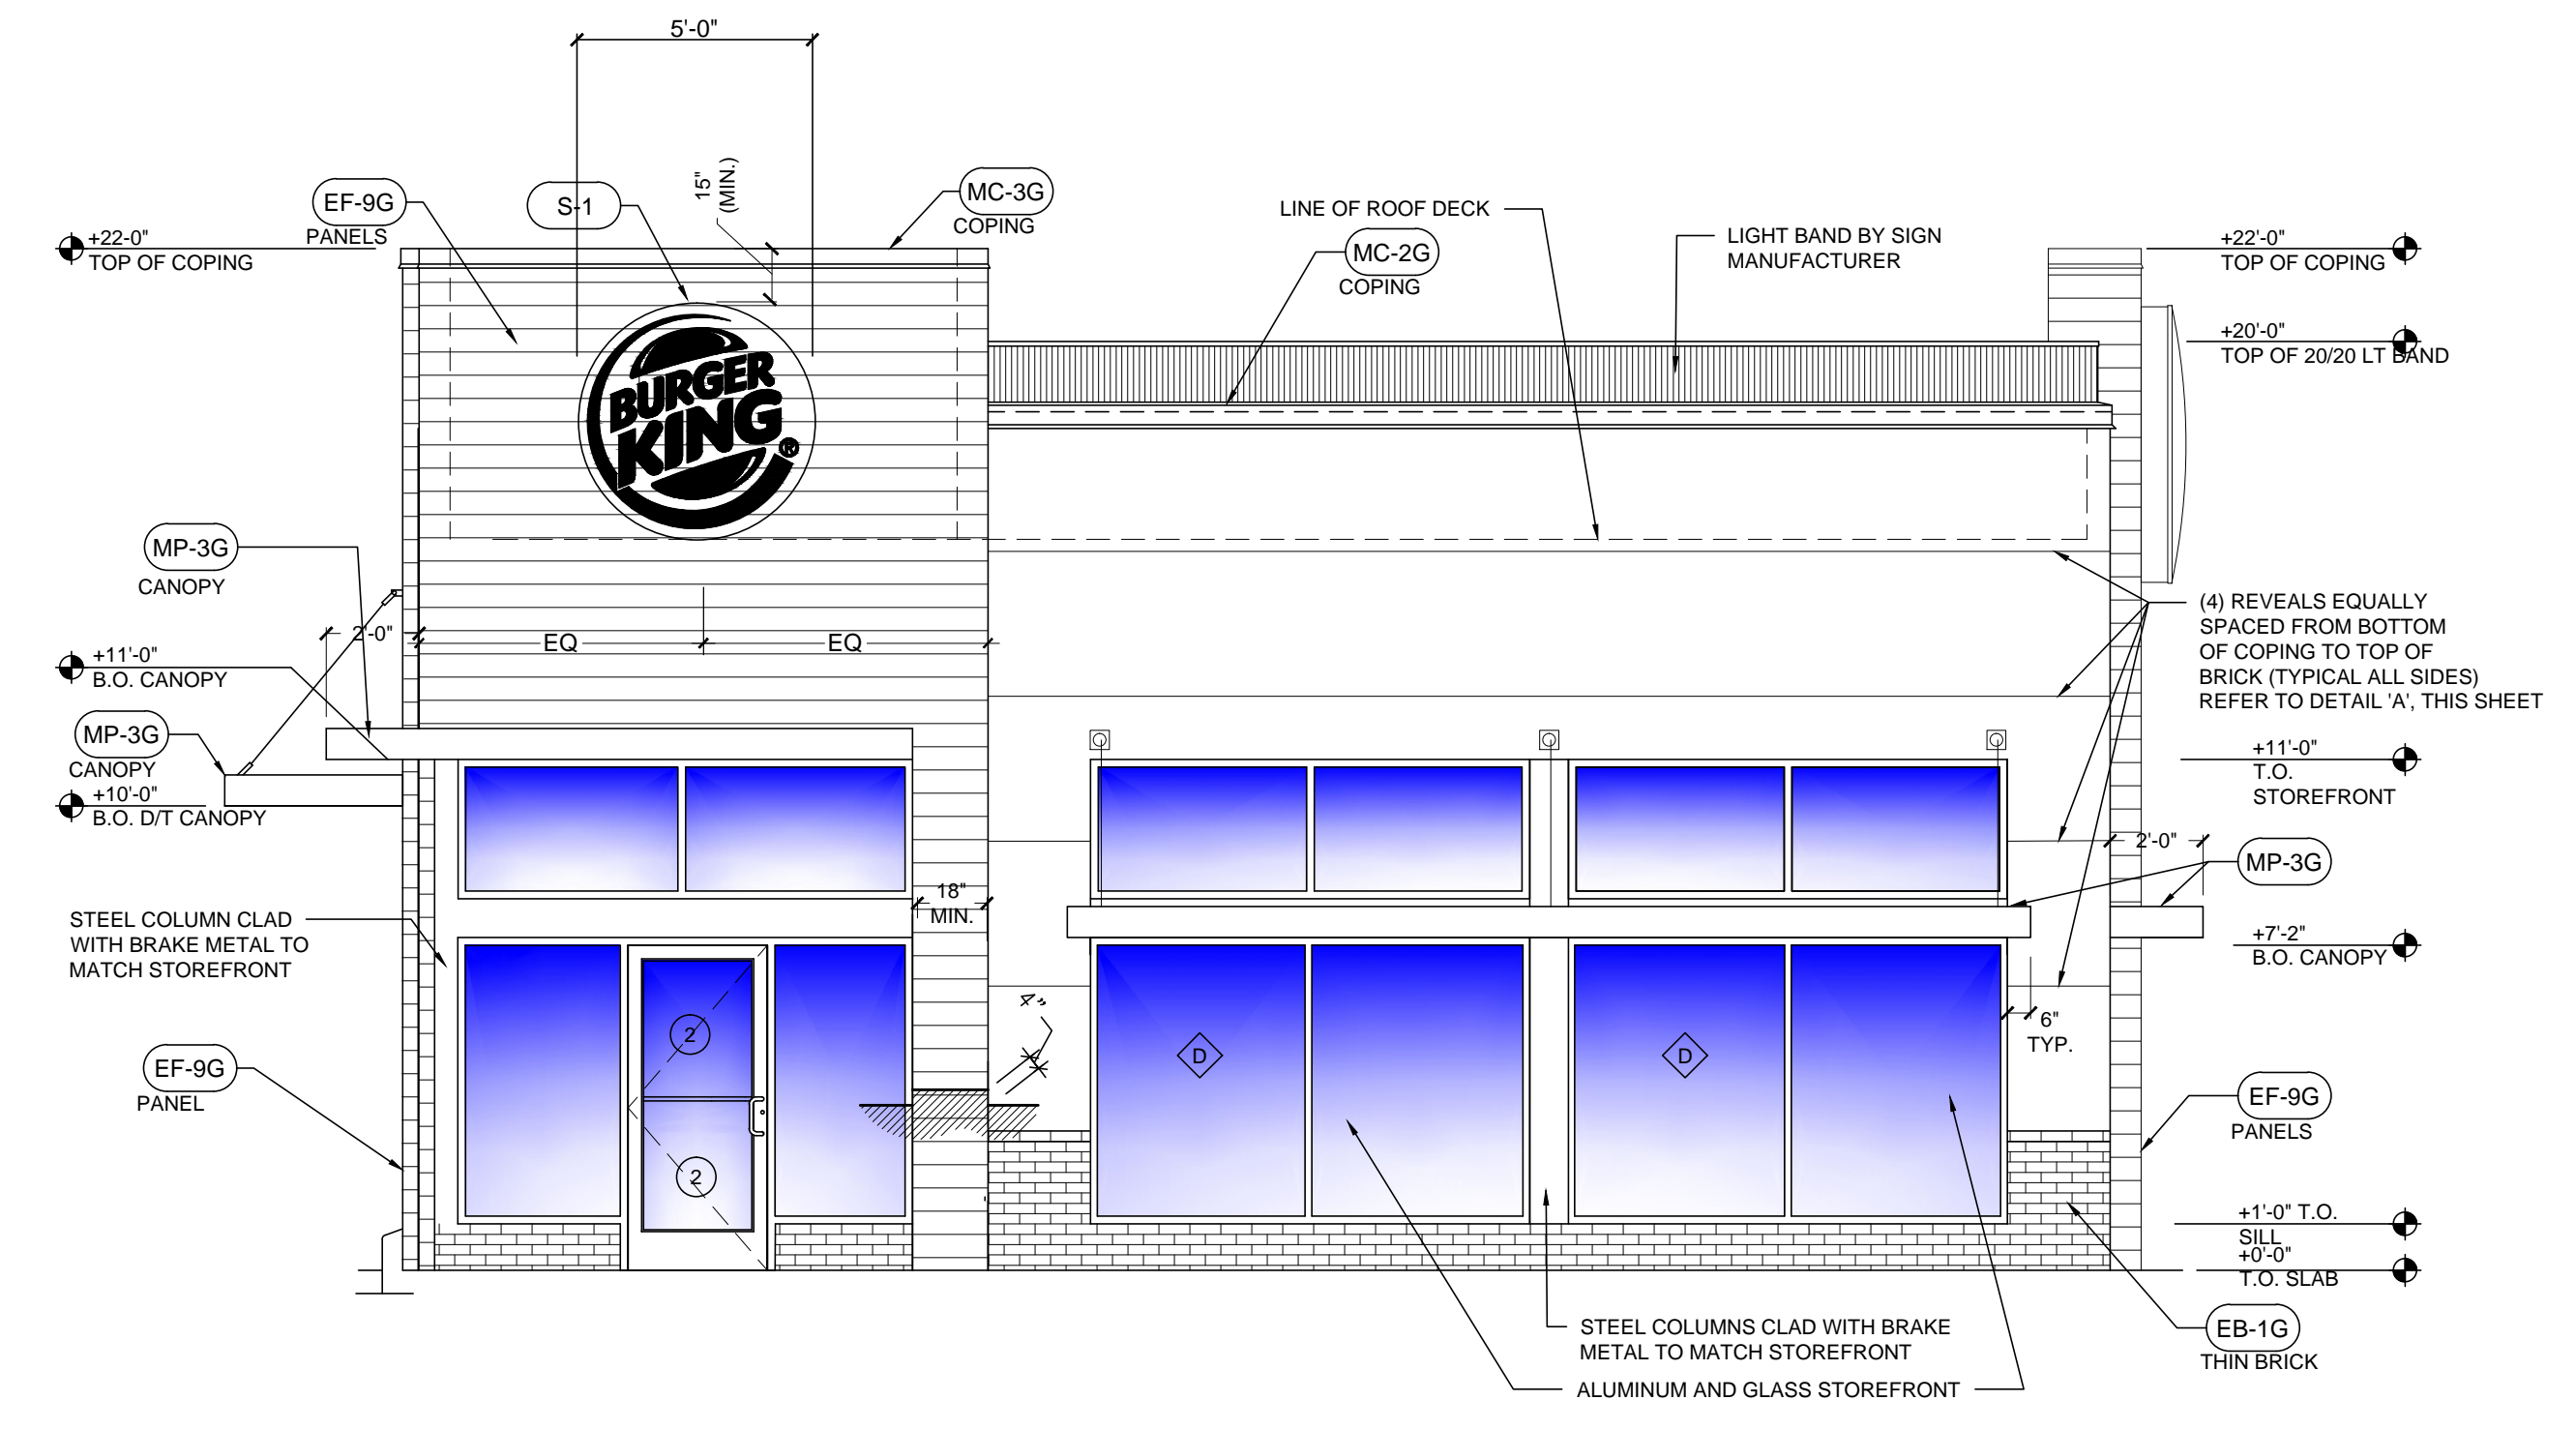 5'-0"
15"
(MIN.)
EF-9G
PANELS
S-1
MC-3G
COPING
+22-0"
TOP OF COPING
LINE OF ROOF DECK
MC-2G
COPING
LIGHT BAND BY SIGN
MANUFACTURER
+22'-0"
TOP OF COPING
+20'-0"
TOP OF 20/20 LT BAND
BURGER
KING
®
MP-3G
CANOPY
2'-0"
EQ
EQ
+11'-0"
B.O. CANOPY
MP-3G
CANOPY
+10'-0"
B.O. D/T CANOPY
(4) REVEALS EQUALLY
SPACED FROM BOTTOM
OF COPING TO TOP OF
BRICK (TYPICAL ALL SIDES)
REFER TO DETAIL 'A', THIS SHEET
+11'-0"
T.O.
STOREFRONT
2'-0"
MP-3G
18"
MIN.
STEEL COLUMN CLAD
WITH BRAKE METAL TO
MATCH STOREFRONT
+7'-2"
B.O. CANOPY
4"
6"
TYP.
2
D
D
EF-9G
PANEL
EF-9G
PANELS
2
+1'-0" T.O.
SILL
+0'-0"
T.O. SLAB
STEEL COLUMNS CLAD WITH BRAKE
METAL TO MATCH STOREFRONT
EB-1G
THIN BRICK
ALUMINUM AND GLASS STOREFRONT